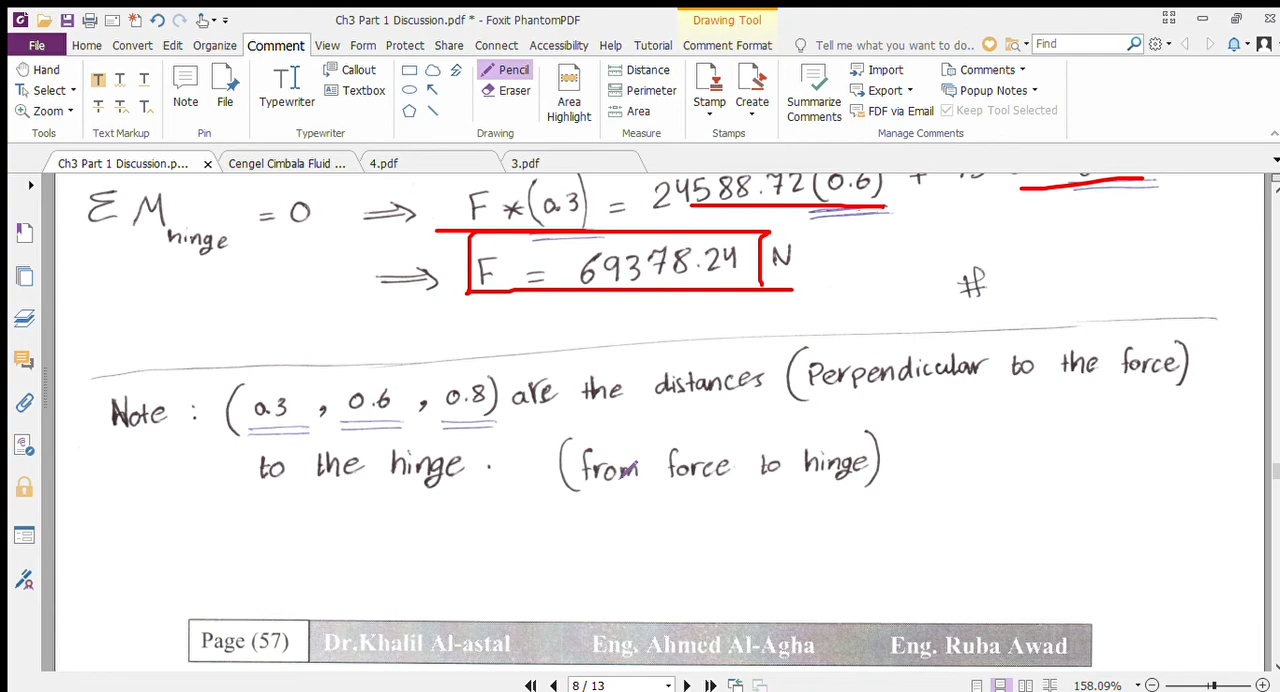 Ch3 Part 1 Discussion.pdf * - Foxit PhantomPDF
Drawing Tool
File Home Convert Edit Organize Comment View Form Protect Share Connect Accessibility Help Tutorial Comment Format Tell me what you want to do.. Find
Hand
Select
Zoom
Tools
Text Markup
Note
File
Pin
Typewriter
Callout
Textbox
Typewriter
Pencil
Eraser
Drawing
Area Highlight
Distance
Perimeter
Area
Measure
Stamp
Create
Stamps
Summarize Comments
Import
Export
FDF via Email
Comments
Popup Notes
Keep Tool Selected
Manage Comments
Ch3 Part 1 Discussion.p... × Cengel Cimbala Fluid ... 4.pdf 3.pdf
Σ M hinge = 0 ⟹ F * (0.3) = 24588.72 (0.6) +
⟹ F = 69378.24 N #
Note : (0.3 , 0.6 , 0.8) are the distances (Perpendicular to the force)
to the hinge . (from force to hinge)
Page (57) Dr.Khalil Al-astal Eng. Ahmed Al-Agha Eng. Ruba Awad
8 / 13 158.09%